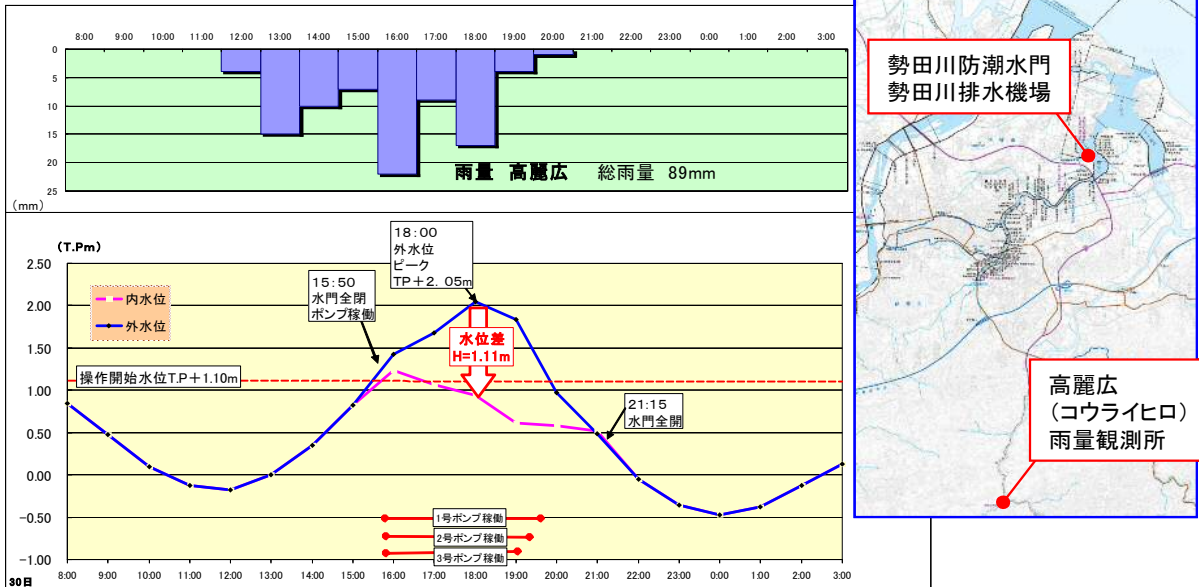 8:00 9:00 10:00 11:00 12:00 13:00 14:00 15:00 16:00 17:00 18:00 19:00 20:00 21:00 22:00 23:00 0:00 1:00 2:00 3:00
0
5
10
15
20
25
(mm)
雨量 高麗広 総雨量 89mm
(T.Pm)
2.50
2.00
1.50
1.00
0.50
0.00
-0.50
-1.00
内水位
外水位
操作開始水位T.P+1.10m
15:50
水門全閉
ポンプ稼働
18:00
外水位
ピーク
TP+2.05m
水位差
H=1.11m
21:15
水門全開
1号ポンプ稼働
2号ポンプ稼働
3号ポンプ稼働
8:00 9:00 10:00 11:00 12:00 13:00 14:00 15:00 16:00 17:00 18:00 19:00 20:00 21:00 22:00 23:00 0:00 1:00 2:00 3:00
30日
勢田川防潮水門
勢田川排水機場
高麗広
(コウライヒロ)
雨量観測所